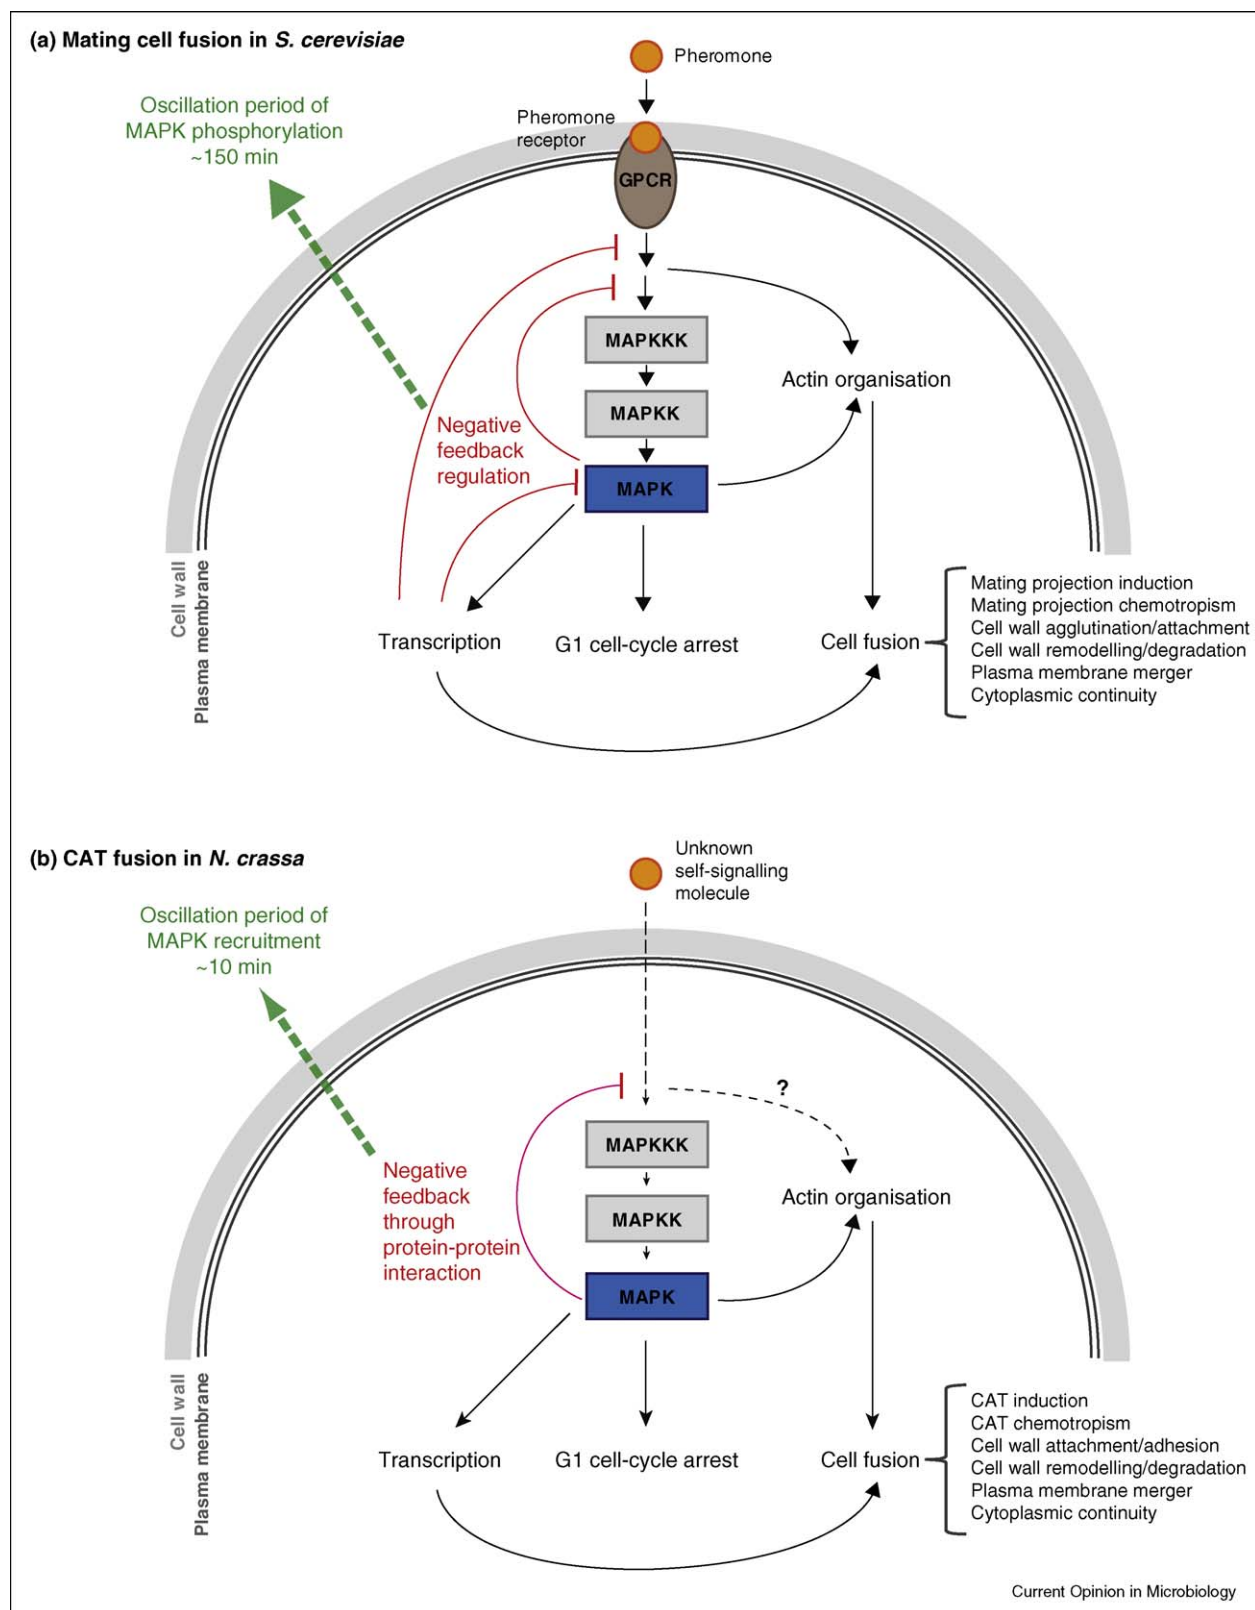 (a) Mating cell fusion in S. cerevisiae
Pheromone
Oscillation period of
MAPK phosphorylation
~150 min
Pheromone
receptor
GPCR
MAPKKK
Actin organisation
MAPKK
Negative
feedback
regulation
MAPK
Cell wall
Plasma membrane
Transcription
G1 cell-cycle arrest
Cell fusion
Mating projection induction
Mating projection chemotropism
Cell wall agglutination/attachment
Cell wall remodelling/degradation
Plasma membrane merger
Cytoplasmic continuity
(b) CAT fusion in N. crassa
Unknown
self-signalling
molecule
Oscillation period of
MAPK recruitment
~10 min
?
MAPKKK
Negative
feedback
through
protein-protein
interaction
Actin organisation
MAPKK
MAPK
Cell wall
Plasma membrane
Transcription
G1 cell-cycle arrest
Cell fusion
CAT induction
CAT chemotropism
Cell wall attachment/adhesion
Cell wall remodelling/degradation
Plasma membrane merger
Cytoplasmic continuity
Current Opinion in Microbiology